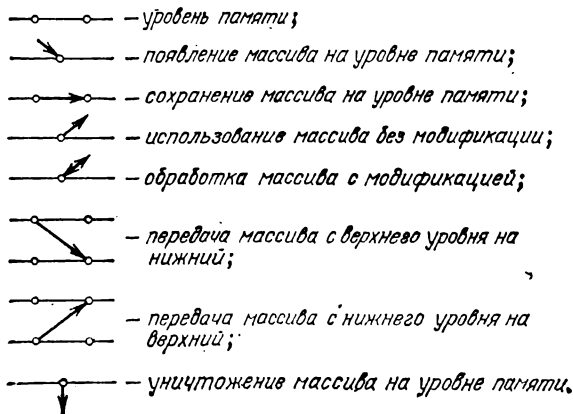 — уровень памяти;
— появление массива на уровне памяти;
— сохранение массива на уровне памяти;
— использование массива без модификации;
— обработка массива с модификацией;
— передача массива с верхнего уровня на
нижний;
— передача массива с нижнего уровня на
верхний;
— уничтожение массива на уровне памяти.